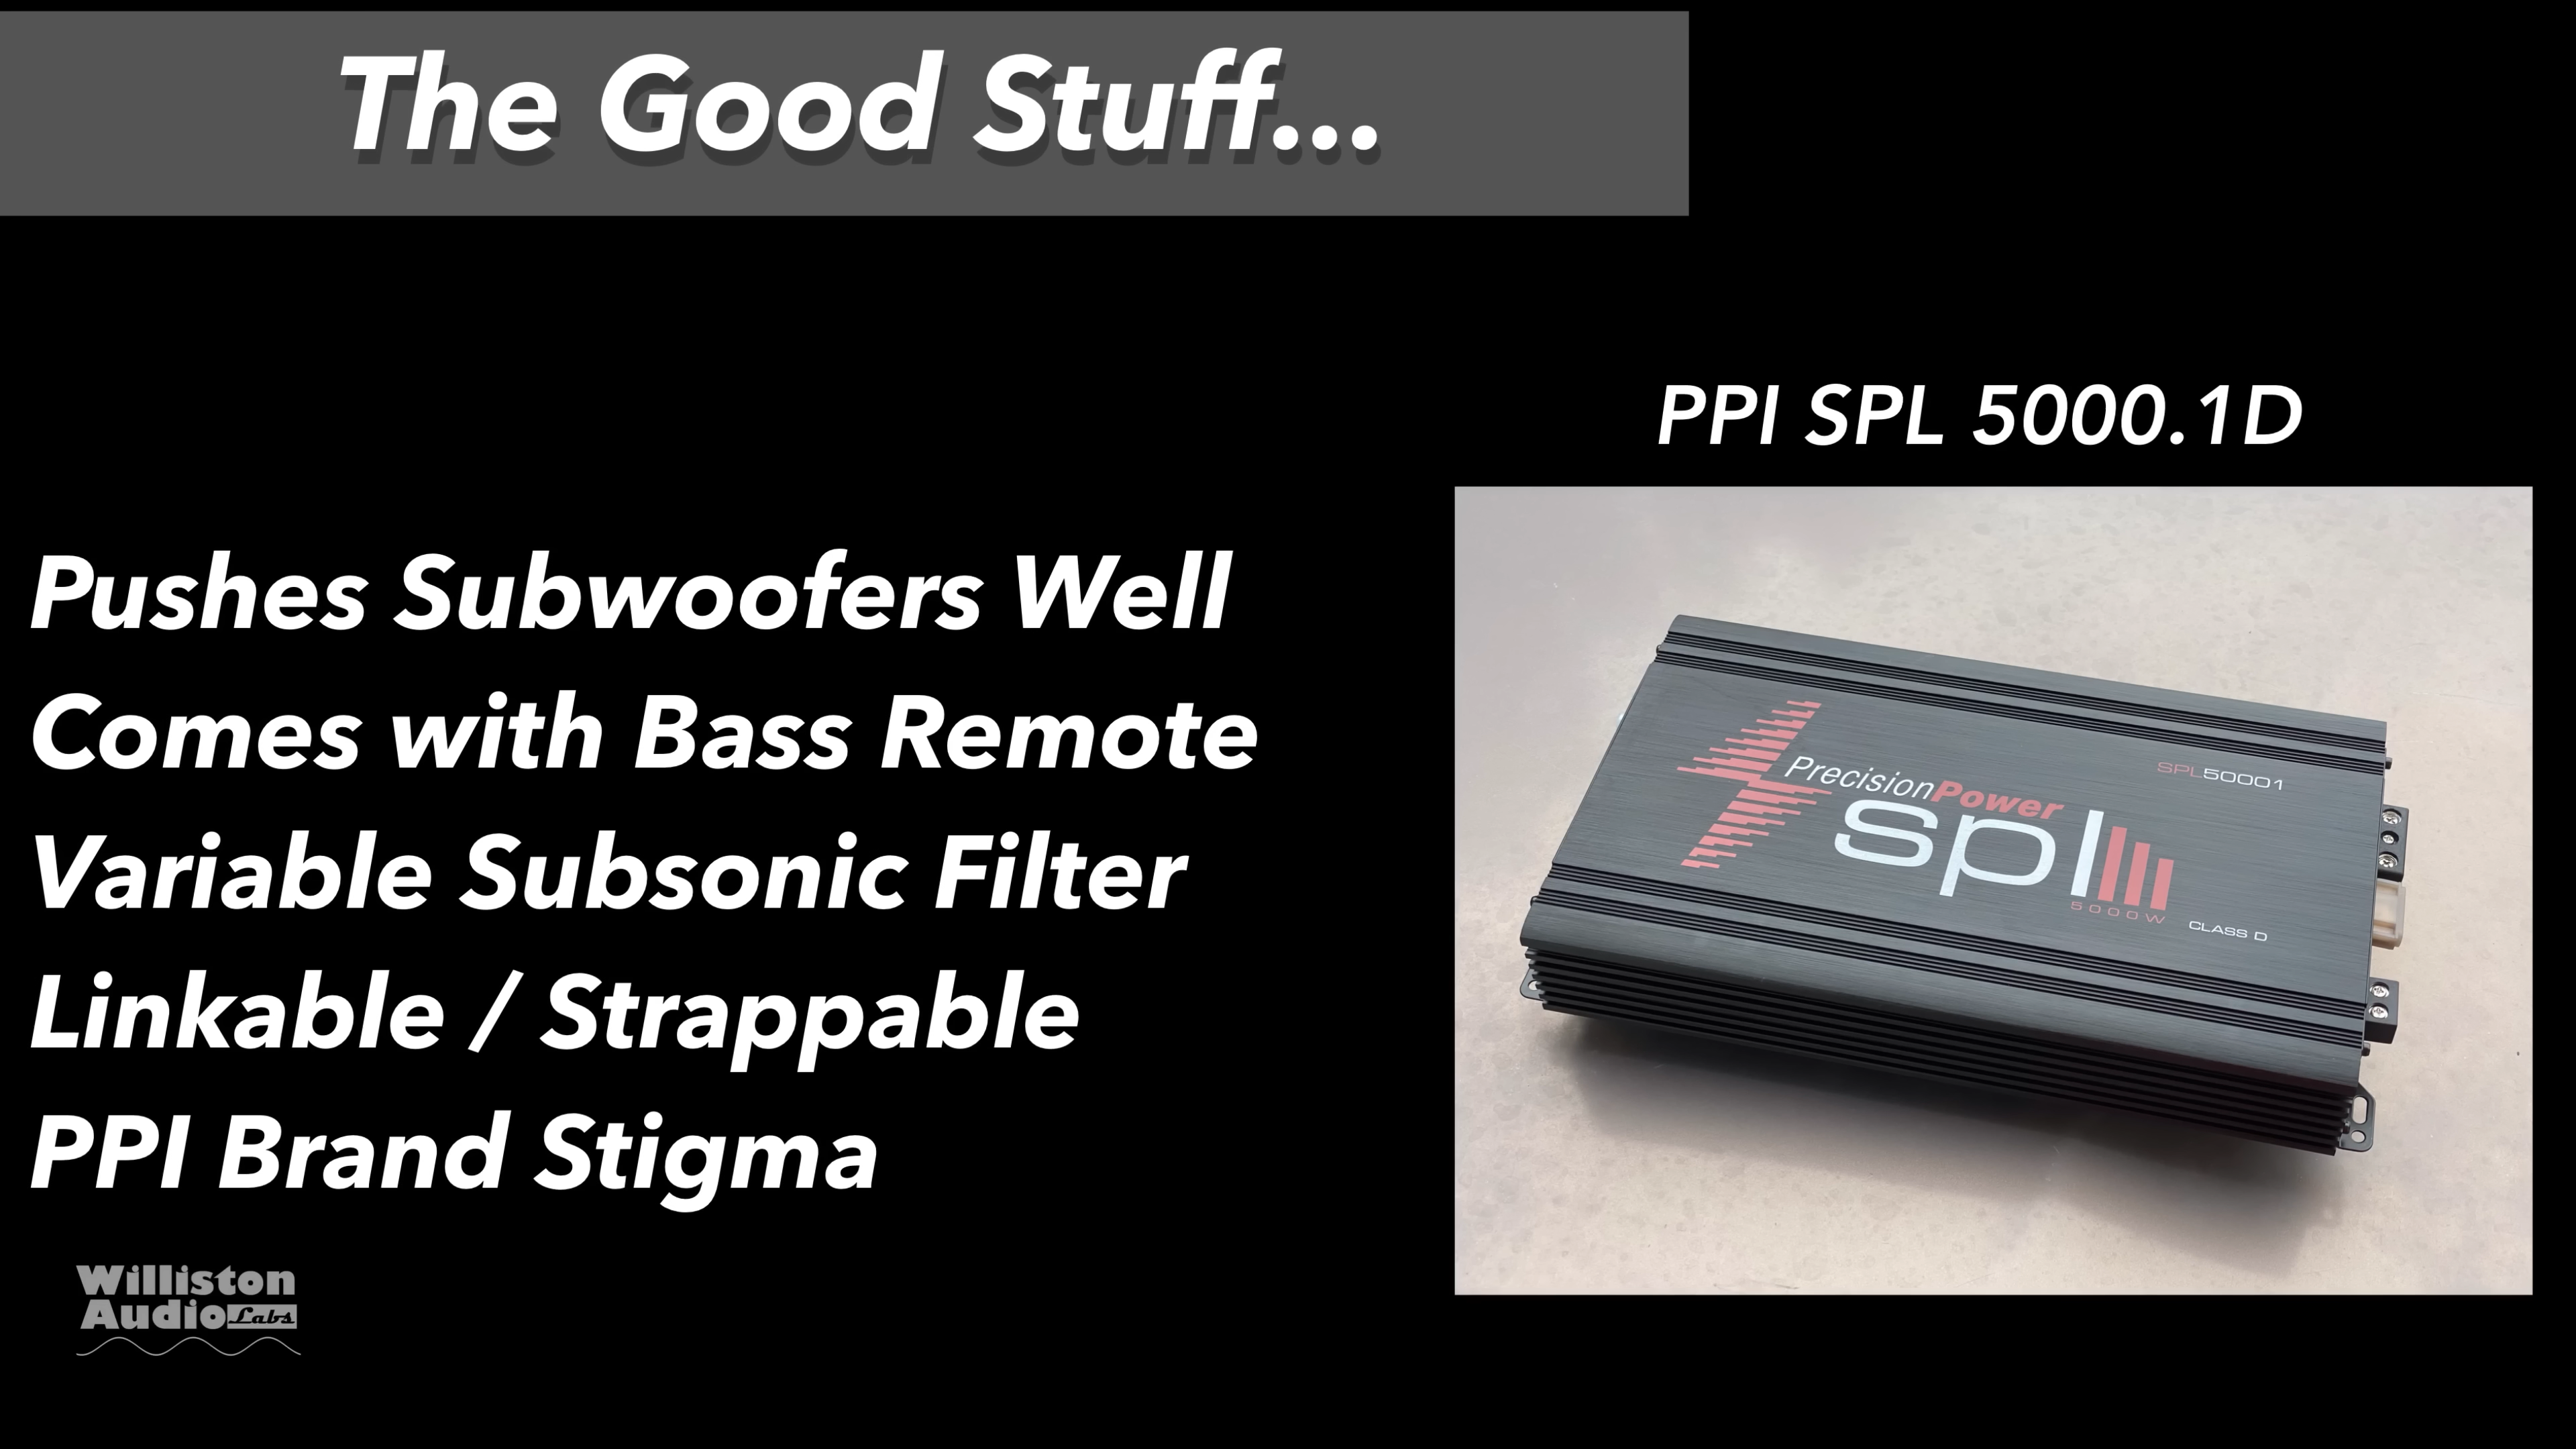 The Good Stuff...
PPI SPL 5000.1D
Pushes Subwoofers Well
Comes with Bass Remote
Variable Subsonic Filter
Linkable / Strappable
PPI Brand Stigma
SPL50001
PrecisionPower
spl
5000W
CLASS D
Williston
Audio Labs